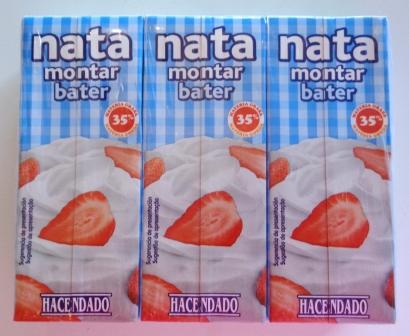 nata
montar
bater
35%
Sugerencia de presentación
Sugestão de apresentação
HACENDADO
nata
montar
bater
35%
Sugerencia de presentación
Sugestão de apresentação
HACENDADO
nata
montar
bater
35%
Sugerencia de presentación
Sugestão de apresentação
HACENDADO